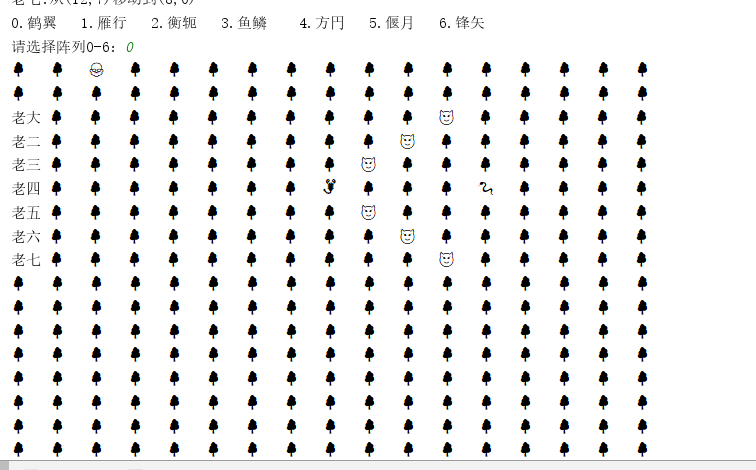 老七:从(12,7)移动到(8,0)
0.鹤翼 1.雁行 2.衡轭 3.鱼鳞 4.方円 5.偃月 6.锋矢
请选择阵列0-6：0
老大
老二
老三
老四
老五
老六
老七